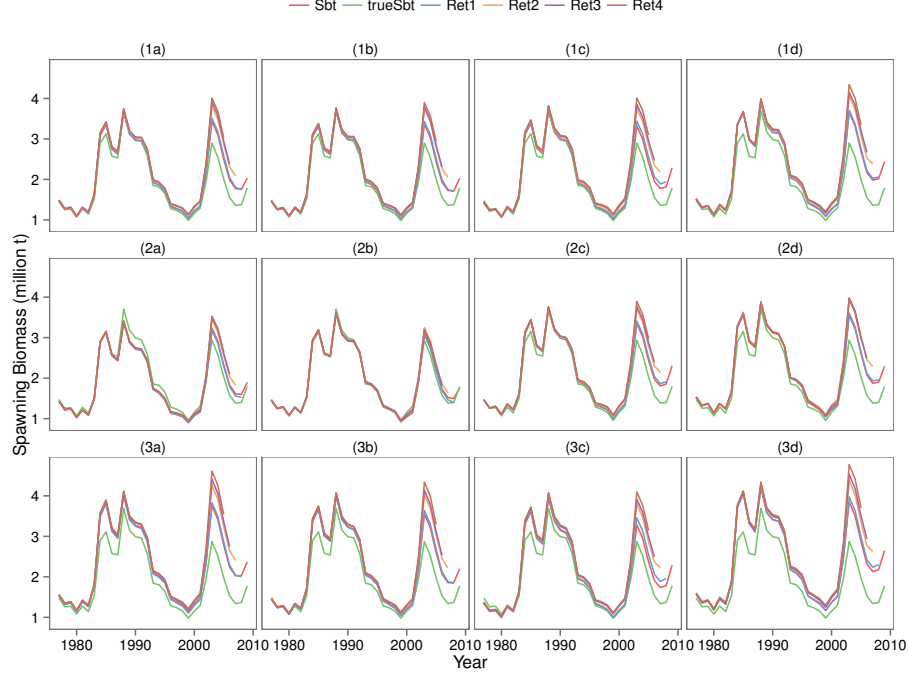 Sbt trueSbt Ret1 Ret2 Ret3 Ret4
(1a) (1b) (1c) (1d)
4
3
2
1
(2a) (2b) (2c) (2d)
4
3
2
1
(3a) (3b) (3c) (3d)
4
3
2
1
Spawning Biomass (million t)
1980 1990 2000 2010 1980 1990 2000 2010 1980 1990 2000 2010 1980 1990 2000 2010
Year